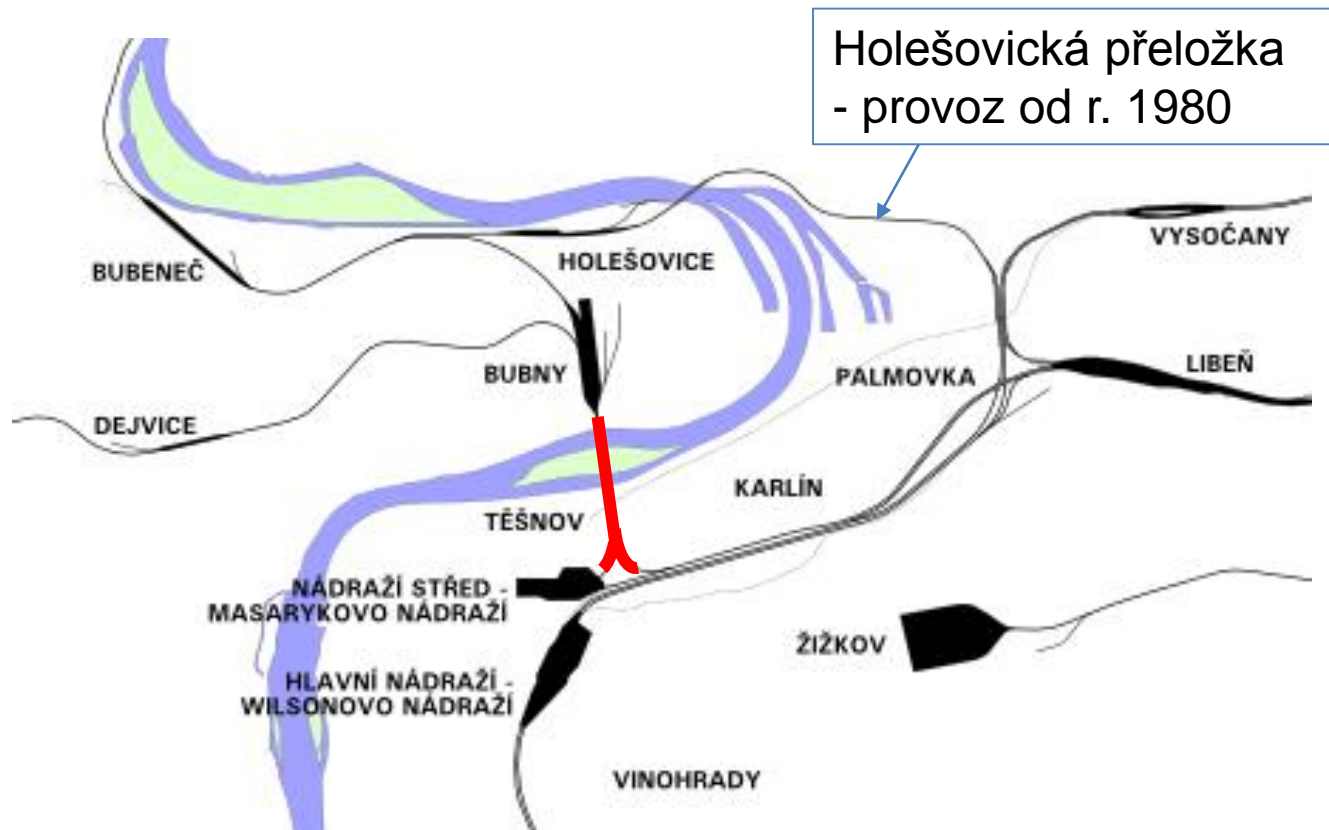 Holešovická přeložka
- provoz od r. 1980
VYSOČANY
BUBENEČ
HOLEŠOVICE
BUBNY
PALMOVKA
LIBEŇ
DEJVICE
KARLÍN
TĚŠNOV
NÁDRAŽÍ STŘED -
MASARYKOVO NÁDRAŽÍ
ŽIŽKOV
HLAVNÍ NÁDRAŽÍ -
WILSONOVO NÁDRAŽÍ
VINOHRADY